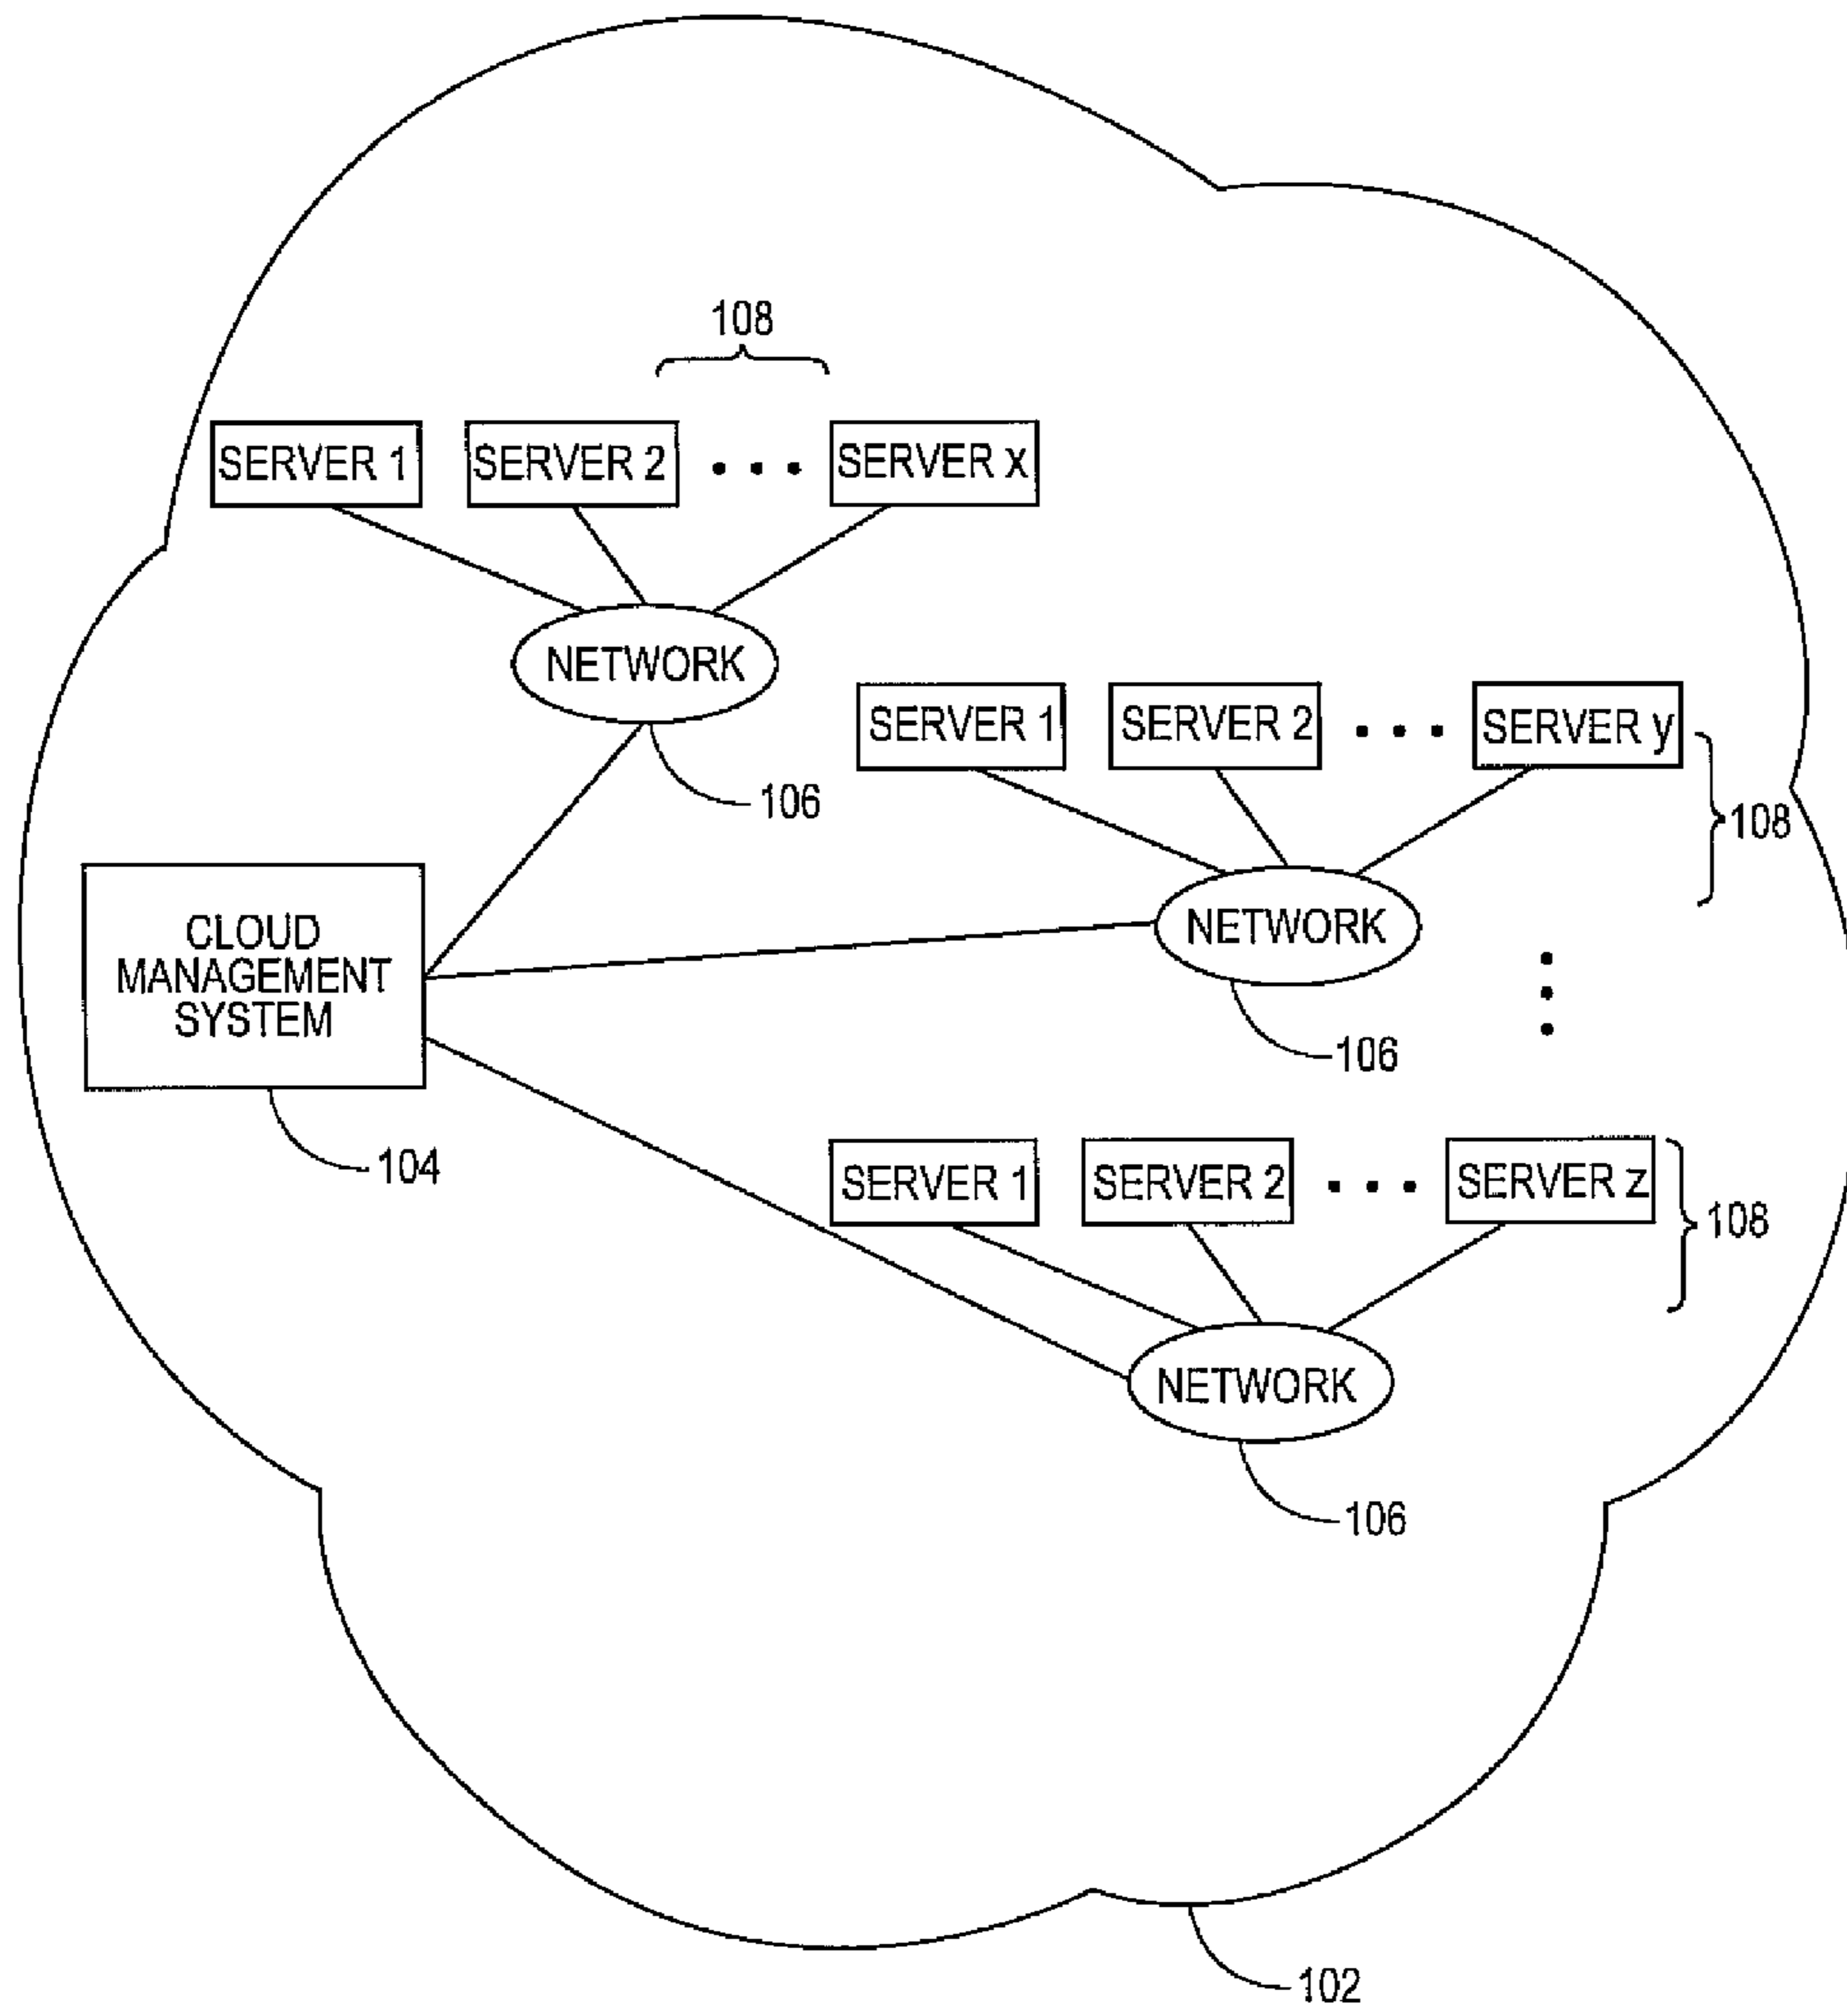 108
SERVER 1 SERVER 2 • • • SERVER x
NETWORK
106
SERVER 1 SERVER 2 • • • SERVER y
108
CLOUD
MANAGEMENT
SYSTEM
104
NETWORK
106
SERVER 1 SERVER 2 • • • SERVER z
108
NETWORK
106
102